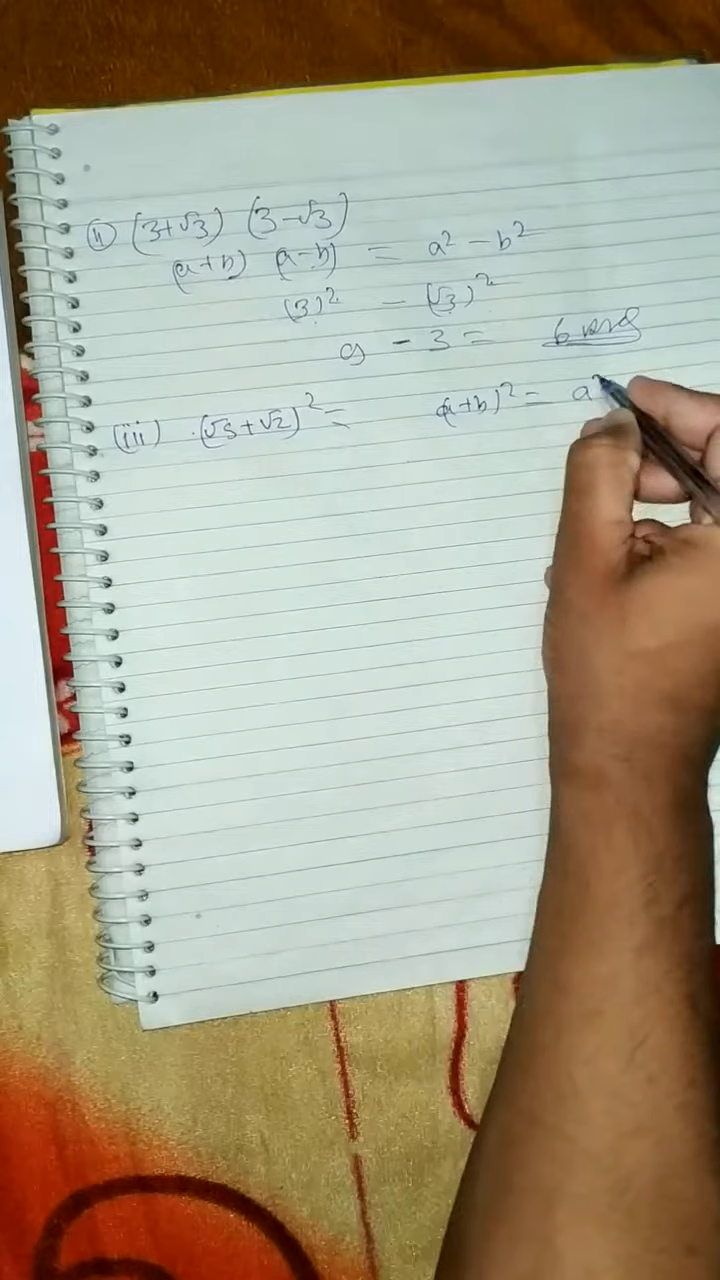 (ii) (3+√3) (3-√3)
(a+b) (a-b) = a² - b²
(3)² - (√3)²
9 - 3 = 6 ans
(iii) (√5+√2)² = (a+b)² = a²